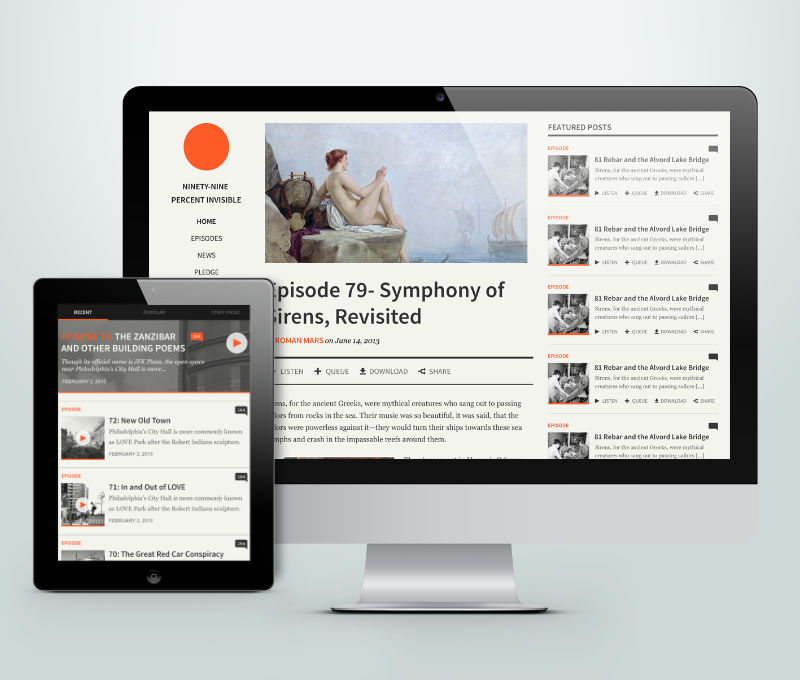 NINETY-NINE
PERCENT INVISIBLE
HOME
EPISODES
NEWS
PLEDGE
Episode 79- Symphony of
Sirens, Revisited
ROMAN MARS on June 14, 2013
LISTEN QUEUE DOWNLOAD SHARE
ens, for the ancient Greeks, were mythical creatures who sang out to passing
lors from rocks in the sea. Their music was so beautiful, it was said, that the
lors were powerless against it—they would turn their ships towards these sea
mphs and crash in the impassable reefs around them.
FEATURED POSTS
EPISODE
81 Rebar and the Alvord Lake Bridge
Sirens, for the ancient Greeks, were mythical
creatures who sang out to passing sailors [...]
LISTEN QUEUE DOWNLOAD SHARE
EPISODE
81 Rebar and the Alvord Lake Bridge
Sirens, for the ancient Greeks, were mythical
creatures who sang out to passing sailors [...]
LISTEN QUEUE DOWNLOAD SHARE
EPISODE
81 Rebar and the Alvord Lake Bridge
Sirens, for the ancient Greeks, were mythical
creatures who sang out to passing sailors [...]
LISTEN QUEUE DOWNLOAD SHARE
EPISODE
81 Rebar and the Alvord Lake Bridge
Sirens, for the ancient Greeks, were mythical
creatures who sang out to passing sailors [...]
LISTEN QUEUE DOWNLOAD SHARE
EPISODE
81 Rebar and the Alvord Lake Bridge
Sirens, for the ancient Greeks, were mythical
creatures who sang out to passing sailors [...]
RECENT POPULAR STAFF PICKS
THE ZANZIBAR
AND OTHER BUILDING POEMS
Though its official name is JFK Plaza, the open space
near Philadelphia's City Hall is more...
FEBRUARY 3, 2013
EPISODE
72: New Old Town
Philadelphia's City Hall is more commonly known
as LOVE Park after the Robert Indiana sculpture.
FEBRUARY 3, 2013
EPISODE
71: In and Out of LOVE
Philadelphia's City Hall is more commonly known
as LOVE Park after the Robert Indiana sculpture.
FEBRUARY 3, 2013
EPISODE
70: The Great Red Car Conspiracy